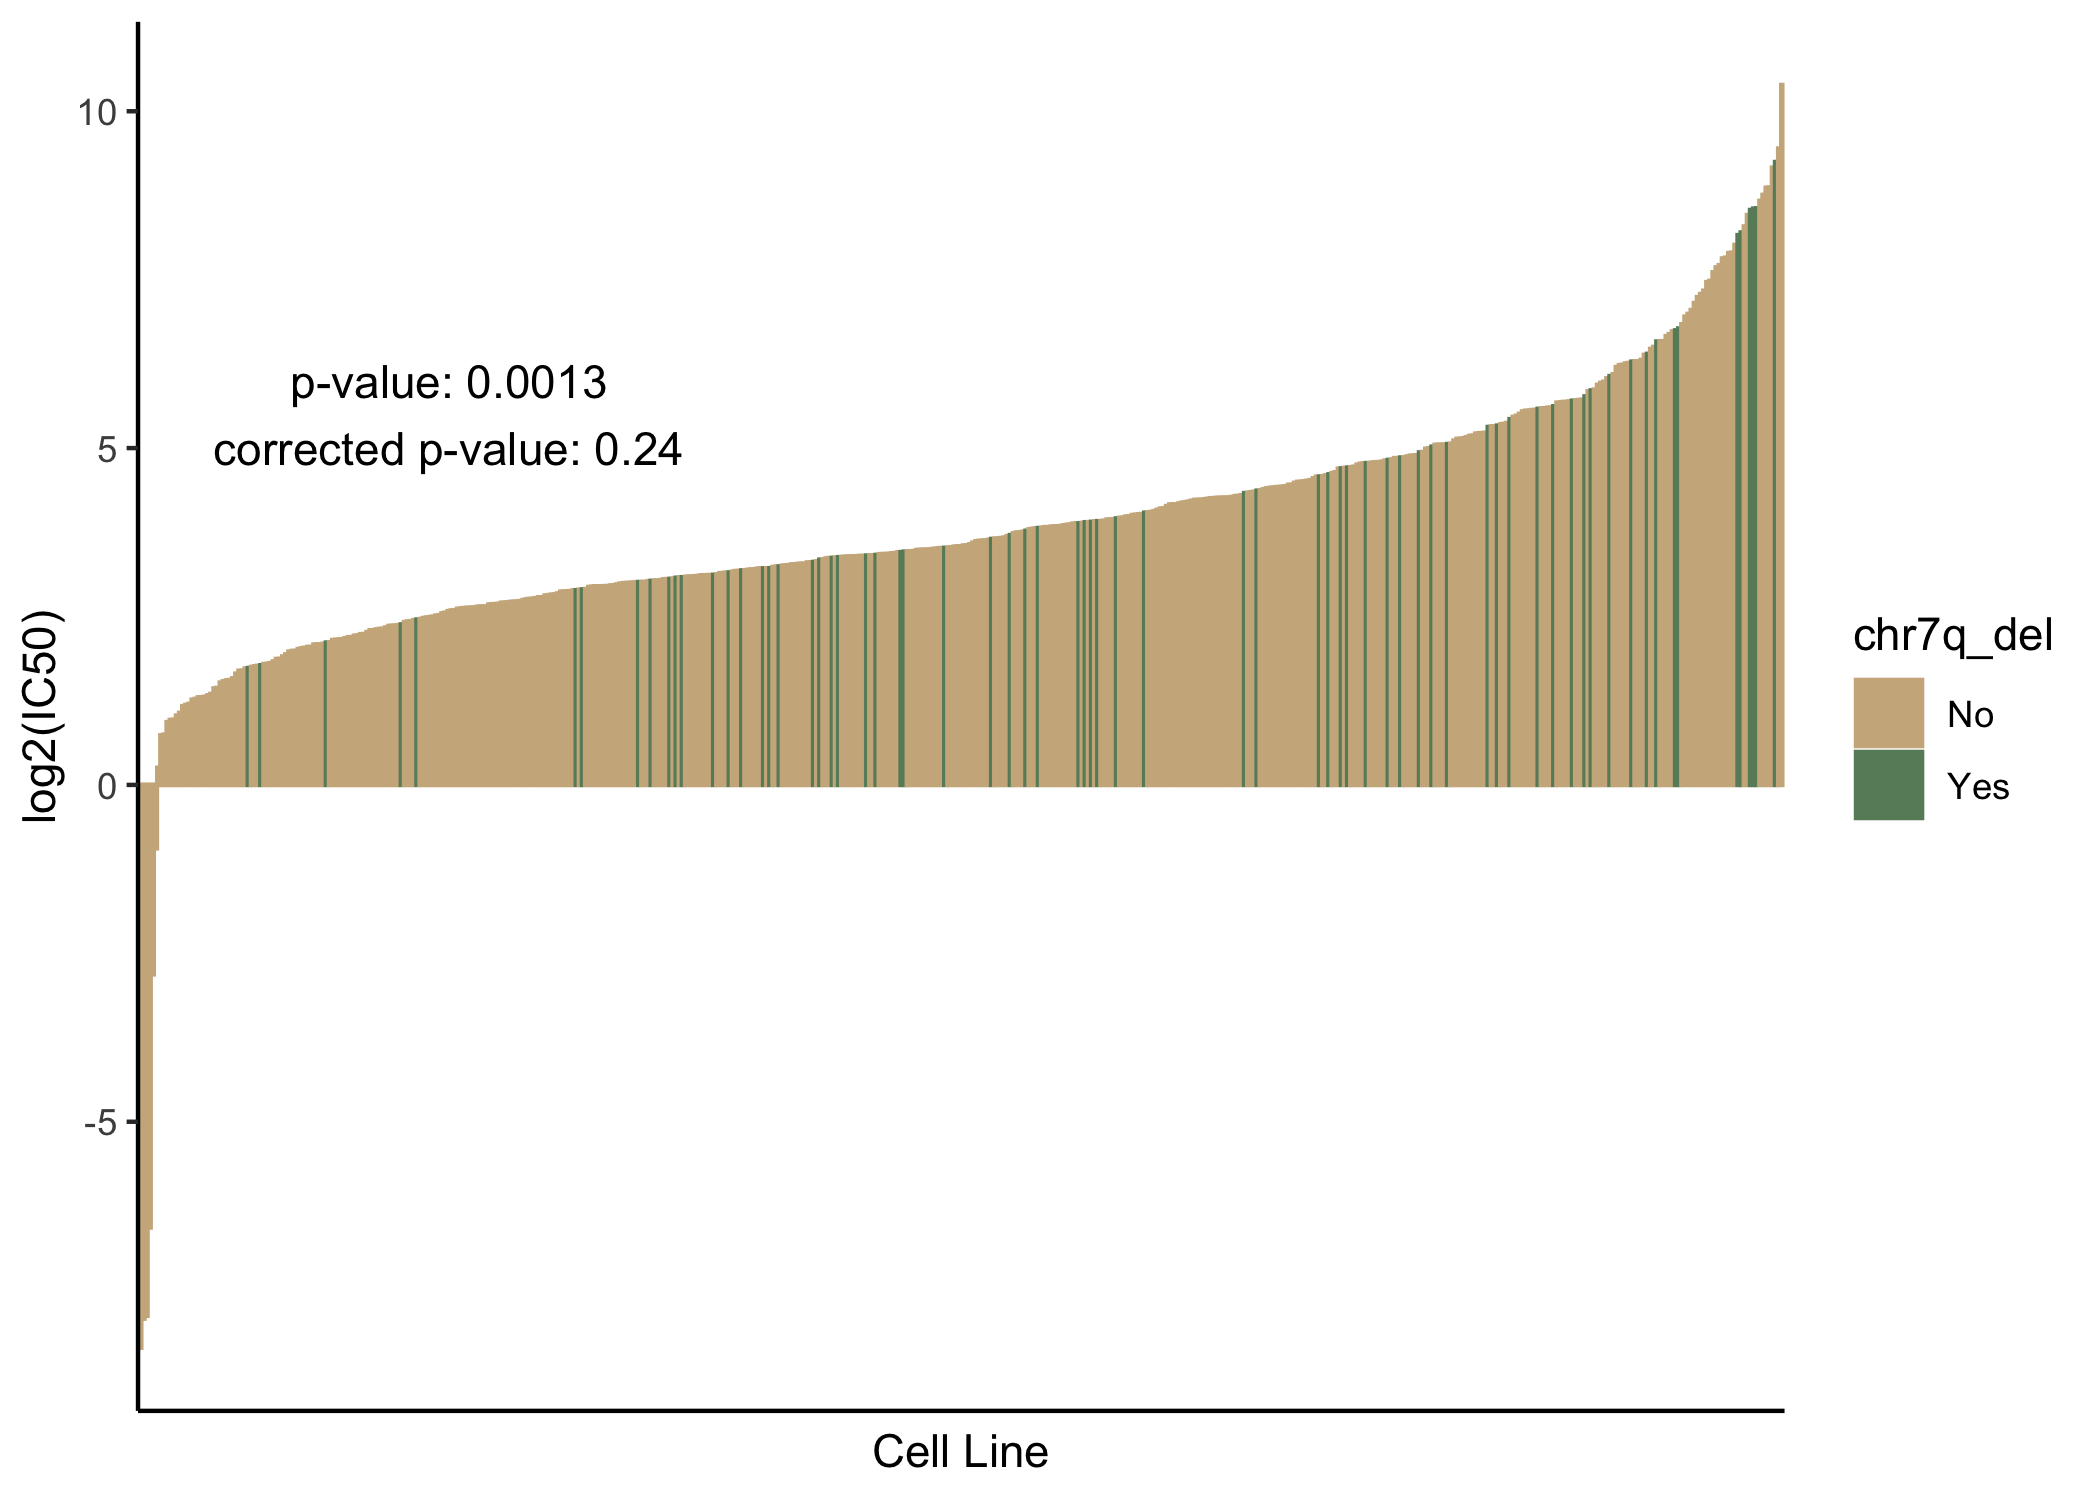 10
5
0
-5
log2(IC50)
p-value: 0.0013
corrected p-value: 0.24
Cell Line
chr7q_del
No
Yes